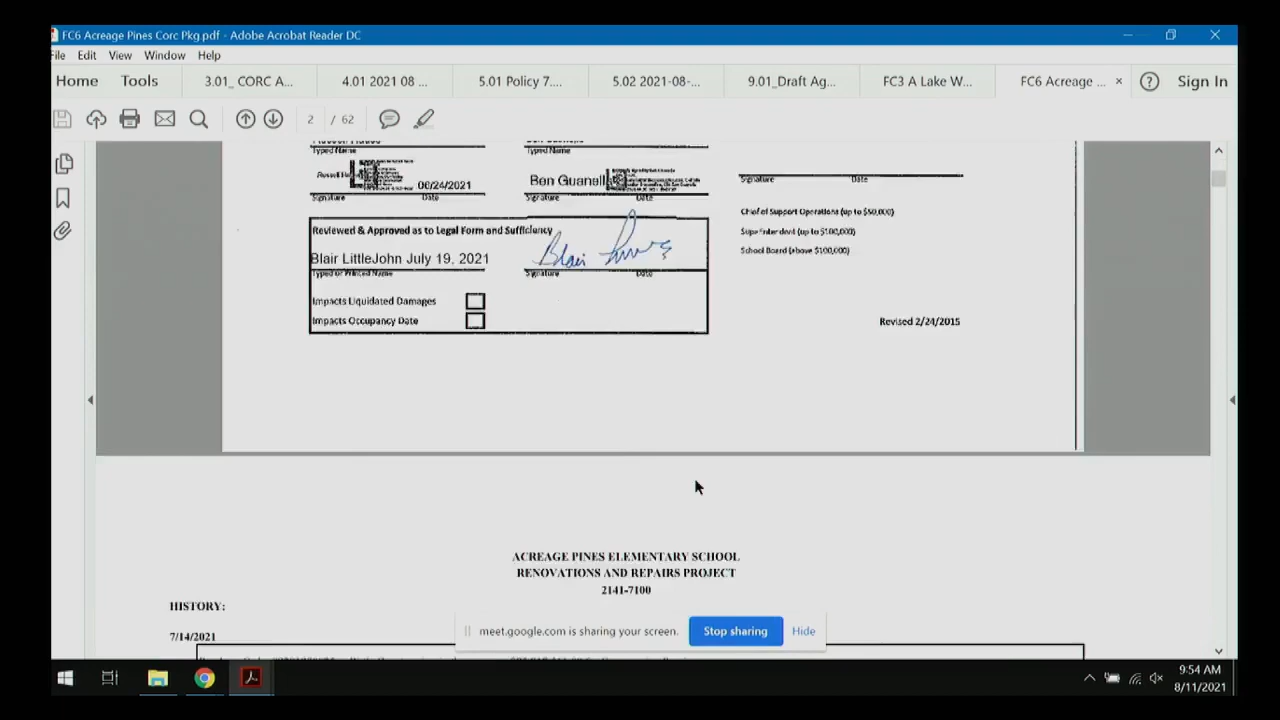 FC6 Acreage Pines Corc Pkg.pdf - Adobe Acrobat Reader DC
File Edit View Window Help
Home Tools 3.01_ CORC A... 4.01 2021 08 ... 5.01 Policy 7.... 5.02 2021-08-... 9.01_Draft Ag... FC3 A Lake W... FC6 Acreage ... × Sign In
2 / 62
Typed Name Typed Name
06/24/2021 Ben Guanell
Signature Date Signature Date Signature Date
Chief of Support Operations (up to $50,000)
Superintendent (up to $100,000)
School Board (above $100,000)
Reviewed & Approved as to Legal Form and Sufficiency
Blair LittleJohn July 19, 2021 Blair
Typed or Printed Name Signature Date
Impacts Liquidated Damages
Impacts Occupancy Date Revised 2/24/2015
ACREAGE PINES ELEMENTARY SCHOOL
RENOVATIONS AND REPAIRS PROJECT
2141-7100
HISTORY:
7/14/2021
meet.google.com is sharing your screen. Stop sharing Hide
9:54 AM
8/11/2021